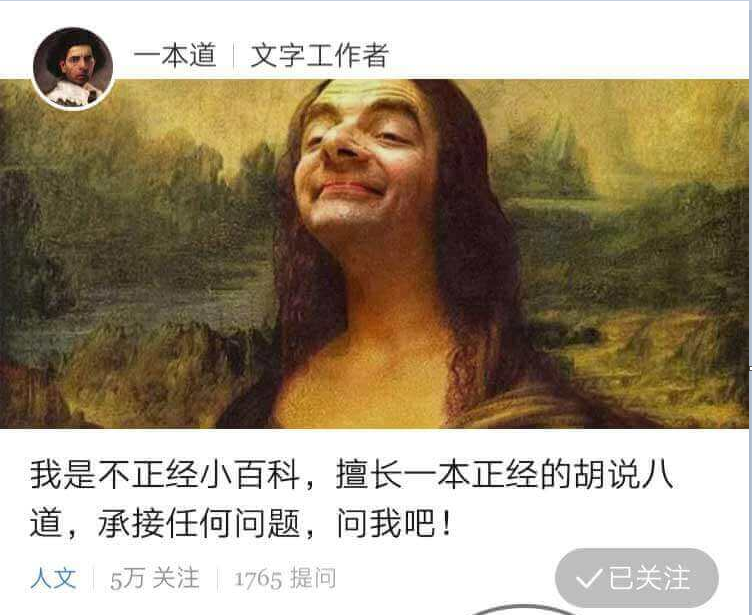 一本道 | 文字工作者
我是不正经小百科，擅长一本正经的胡说八
道，承接任何问题，问我吧！
人文 | 5万 关注 | 1765 提问
已关注